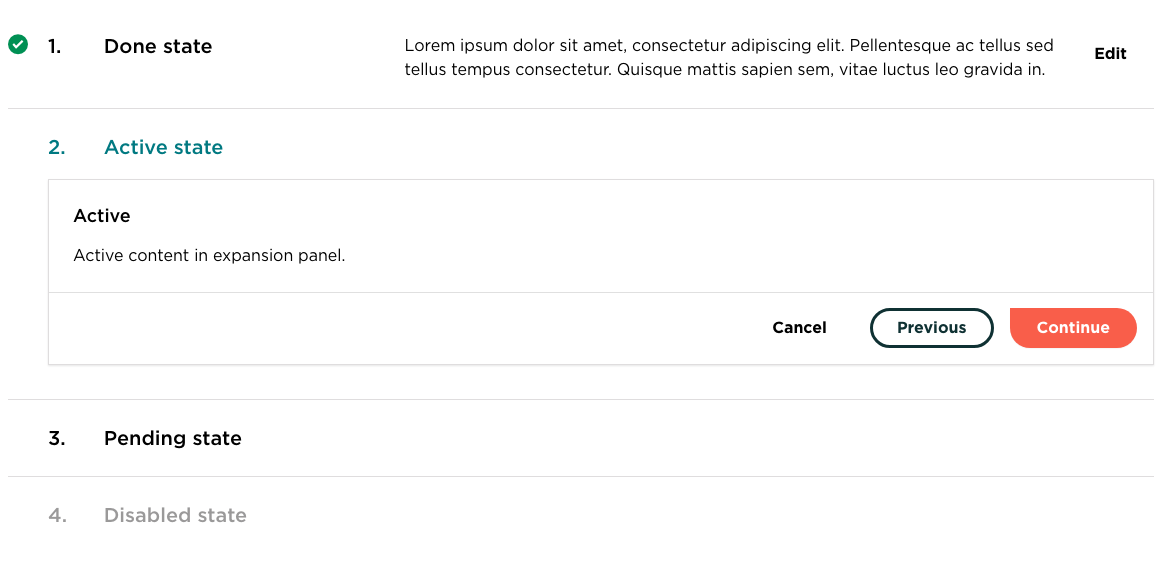 1. Done state
Lorem ipsum dolor sit amet, consectetur adipiscing elit. Pellentesque ac tellus sed
tellus tempus consectetur. Quisque mattis sapien sem, vitae luctus leo gravida in.
Edit
2. Active state
Active
Active content in expansion panel.
Cancel Previous Continue
3. Pending state
4. Disabled state